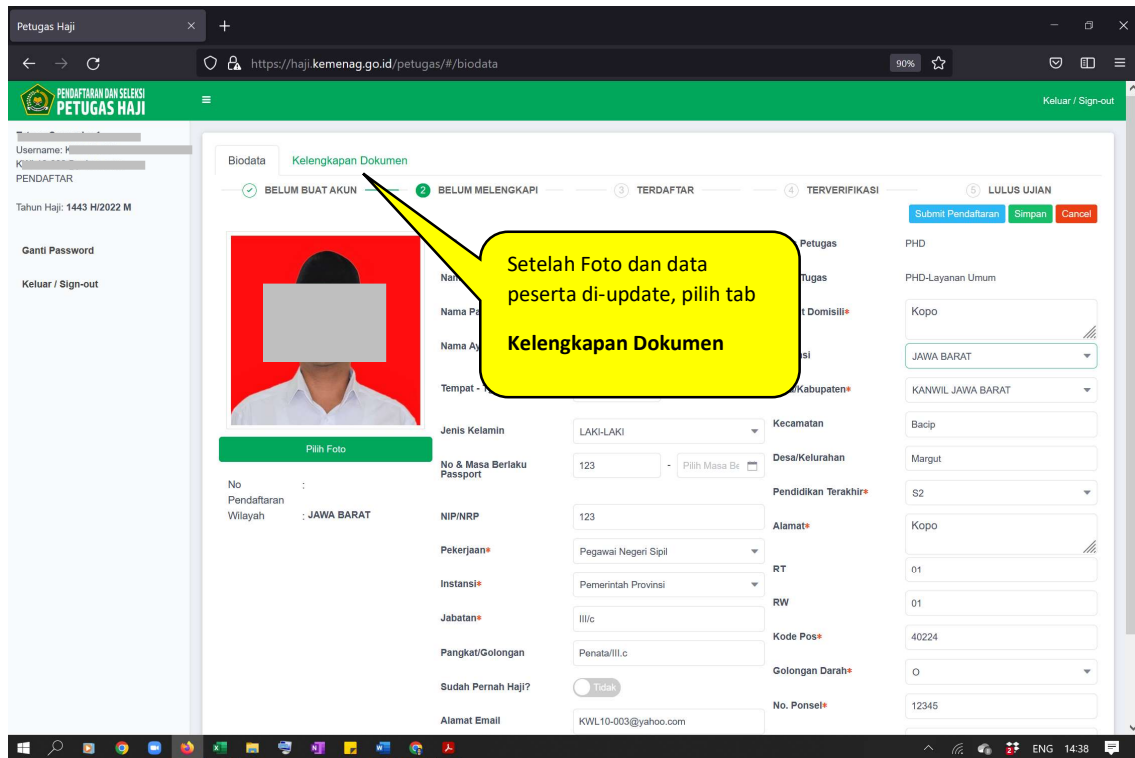 Petugas Haji
https://haji.kemenag.go.id/petugas/#/biodata
90%
PENDAFTARAN DAN SELEKSI
PETUGAS HAJI
Keluar / Sign-out
Username:
PENDAFTAR
Tahun Haji: 1443 H/2022 M
Ganti Password
Keluar / Sign-out
Biodata
Kelengkapan Dokumen
BELUM BUAT AKUN
2 BELUM MELENGKAPI
3 TERDAFTAR
4 TERVERIFIKASI
5 LULUS UJIAN
Submit Pendaftaran
Simpan
Cancel
Setelah Foto dan data
peserta di-update, pilih tab
Kelengkapan Dokumen
Pilih Foto
No :
Pendaftaran
Wilayah : JAWA BARAT
Nama
Nama Ay
Tempat -
Jenis Kelamin
LAKI-LAKI
No & Masa Berlaku
Passport
123 - Pilih Masa Be
NIP/NRP
123
Pekerjaan*
Pegawai Negeri Sipil
Instansi*
Pemerintah Provinsi
Jabatan*
III/c
Pangkat/Golongan
Penata/III.c
Sudah Pernah Haji?
Tidak
Alamat Email
KWL10-003@yahoo.com
Petugas
PHD
Tugas
PHD-Layanan Umum
t Domisili*
Kopo
si
JAWA BARAT
/Kabupaten*
KANWIL JAWA BARAT
Kecamatan
Bacip
Desa/Kelurahan
Margut
Pendidikan Terakhir*
S2
Alamat*
Kopo
RT
01
RW
01
Kode Pos*
40224
Golongan Darah*
O
No. Ponsel*
12345
ENG 14:38